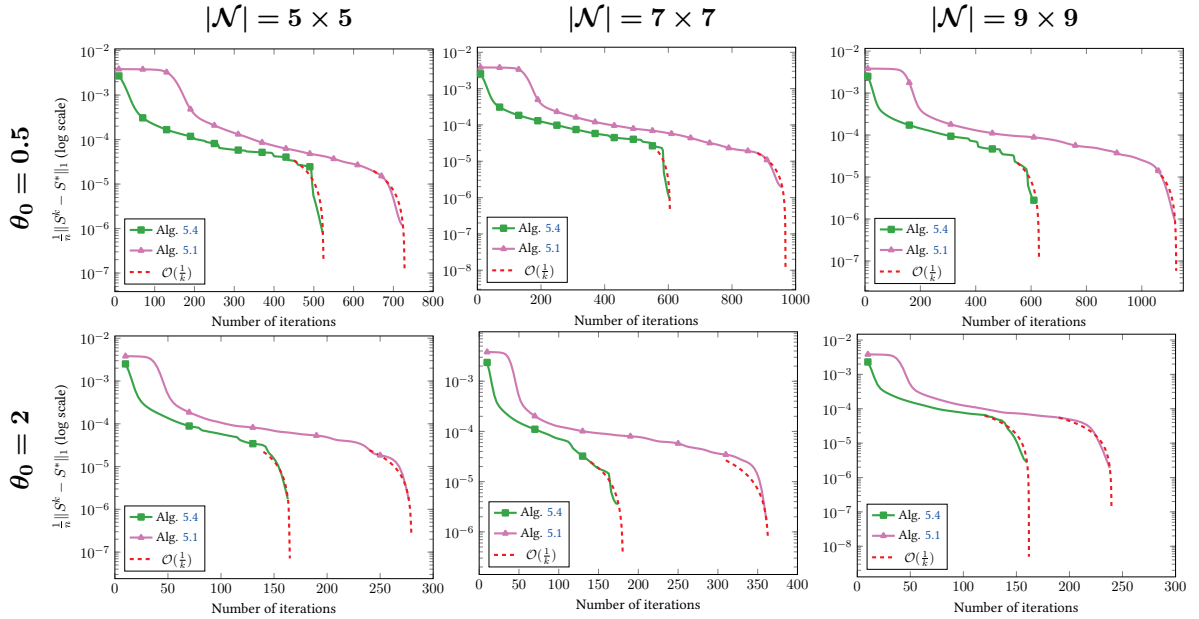 |𝒩| = 5 × 5
|𝒩| = 7 × 7
|𝒩| = 9 × 9
θ₀ = 0.5
1/n ‖Sᵏ − S*‖₁ (log scale)
10⁻²
10⁻³
10⁻⁴
10⁻⁵
10⁻⁶
10⁻⁷
Alg. 5.4
Alg. 5.1
𝒪(1/k)
0 100 200 300 400 500 600 700 800
Number of iterations
10⁻²
10⁻³
10⁻⁴
10⁻⁵
10⁻⁶
10⁻⁷
10⁻⁸
Alg. 5.4
Alg. 5.1
𝒪(1/k)
0 200 400 600 800 1000
Number of iterations
10⁻²
10⁻³
10⁻⁴
10⁻⁵
10⁻⁶
10⁻⁷
Alg. 5.4
Alg. 5.1
𝒪(1/k)
0 200 400 600 800 1000
Number of iterations
θ₀ = 2
1/n ‖Sᵏ − S*‖₁ (log scale)
10⁻²
10⁻³
10⁻⁴
10⁻⁵
10⁻⁶
10⁻⁷
Alg. 5.4
Alg. 5.1
𝒪(1/k)
0 50 100 150 200 250 300
Number of iterations
10⁻³
10⁻⁴
10⁻⁵
10⁻⁶
Alg. 5.4
Alg. 5.1
𝒪(1/k)
0 50 100 150 200 250 300 350 400
Number of iterations
10⁻²
10⁻³
10⁻⁴
10⁻⁵
10⁻⁶
10⁻⁷
10⁻⁸
Alg. 5.4
Alg. 5.1
𝒪(1/k)
0 50 100 150 200 250 300
Number of iterations